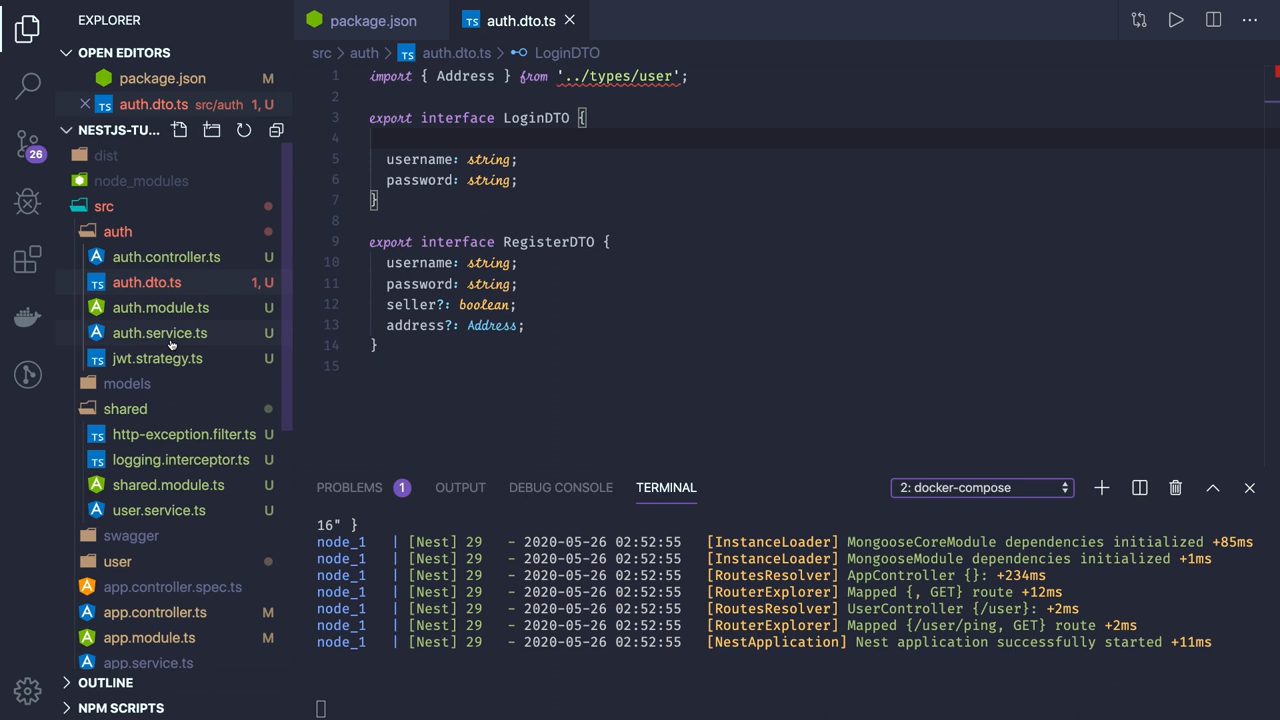 EXPLORER
OPEN EDITORS
package.json M
auth.dto.ts src/auth 1, U
NESTJS-TU...
dist
node_modules
src
auth
auth.controller.ts U
auth.dto.ts 1, U
auth.module.ts U
auth.service.ts U
jwt.strategy.ts U
models
shared
http-exception.filter.ts U
logging.interceptor.ts U
shared.module.ts U
user.service.ts U
swagger
user
app.controller.spec.ts
app.controller.ts M
app.module.ts M
app.service.ts
OUTLINE
NPM SCRIPTS
26
package.json
TS auth.dto.ts
src > auth > TS auth.dto.ts > LoginDTO
1 import { Address } from '../types/user';
2
3 export interface LoginDTO {
4
5 username: string;
6 password: string;
7 }
8
9 export interface RegisterDTO {
10 username: string;
11 password: string;
12 seller?: boolean;
13 address?: Address;
14 }
15
PROBLEMS 1 OUTPUT DEBUG CONSOLE TERMINAL 2: docker-compose
16" }
node_1 | [Nest] 29 - 2020-05-26 02:52:55 [InstanceLoader] MongooseCoreModule dependencies initialized +85ms
node_1 | [Nest] 29 - 2020-05-26 02:52:55 [InstanceLoader] MongooseModule dependencies initialized +1ms
node_1 | [Nest] 29 - 2020-05-26 02:52:55 [RoutesResolver] AppController {}: +234ms
node_1 | [Nest] 29 - 2020-05-26 02:52:55 [RouterExplorer] Mapped {, GET} route +12ms
node_1 | [Nest] 29 - 2020-05-26 02:52:55 [RoutesResolver] UserController {/user}: +2ms
node_1 | [Nest] 29 - 2020-05-26 02:52:55 [RouterExplorer] Mapped {/user/ping, GET} route +2ms
node_1 | [Nest] 29 - 2020-05-26 02:52:55 [NestApplication] Nest application successfully started +11ms